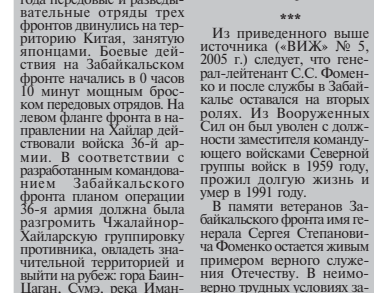 года передовые и разведы-
вательные отряды трех
фронтов двинулись на тер-
риторию Китая, занятую
японцами. Боевые дей-
ствия на Забайкальском
фронте начались в 0 часов
10 минут мощным брос-
ком передовых отрядов. На
левом фланге фронта в на-
правлении на Хайлар дей-
ствовали войска 36-й ар-
мии. В соответствии с
разработанным командова-
нием Забайкальского
фронта планом операции
36-я армия должна была
разгромить Чжалайнор-
Хайларскую группировку
противника, овладеть зна-
чительной территорией и
выйти на рубеж: гора Баин-
Цаган, Сумэ, река Иман-
***
Из приведенного выше
источника («ВИЖ» № 5,
2005 г.) следует, что гене-
рал-лейтенант С.С. Фомен-
ко и после службы в Забай-
калье оставался на вторых
ролях. Из Вооруженных
Сил он был уволен с долж-
ности заместителя команду-
ющего войсками Северной
группы войск в 1959 году,
прожил долгую жизнь и
умер в 1991 году.
В памяти ветеранов За-
байкальского фронта имя ге-
нерала Сергея Степанови-
ча Фоменко остается живым
примером верного служе-
ния Отечеству. В неимо-
верно трудных условиях за-